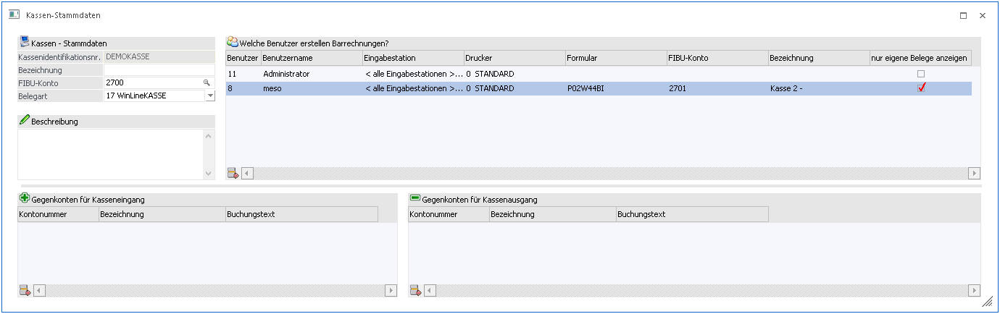 Kassen-Stammdaten
Kassen - Stammdaten
Kassenidentifikationsnr. DEMOKASSE
Bezeichnung
FIBU-Konto 2700
Belegart 17 WinLineKASSE
Beschreibung
Welche Benutzer erstellen Barrechnungen?
Benutzer Benutzername Eingabestation Drucker Formular FIBU-Konto Bezeichnung nur eigene Belege anzeigen
11 Administrator < alle Eingabestationen >... 0 STANDARD
8 meso < alle Eingabestationen >... 0 STANDARD P02W44BI 2701 Kasse 2 -
Gegenkonten für Kasseneingang
Kontonummer Bezeichnung Buchungstext
Gegenkonten für Kassenausgang
Kontonummer Bezeichnung Buchungstext